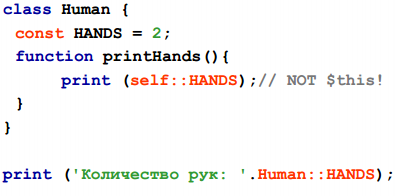 class Human {
const HANDS = 2;
function printHands(){
print (self::HANDS);// NOT $this!
}
}
print ('Количество рук: '.Human::HANDS);